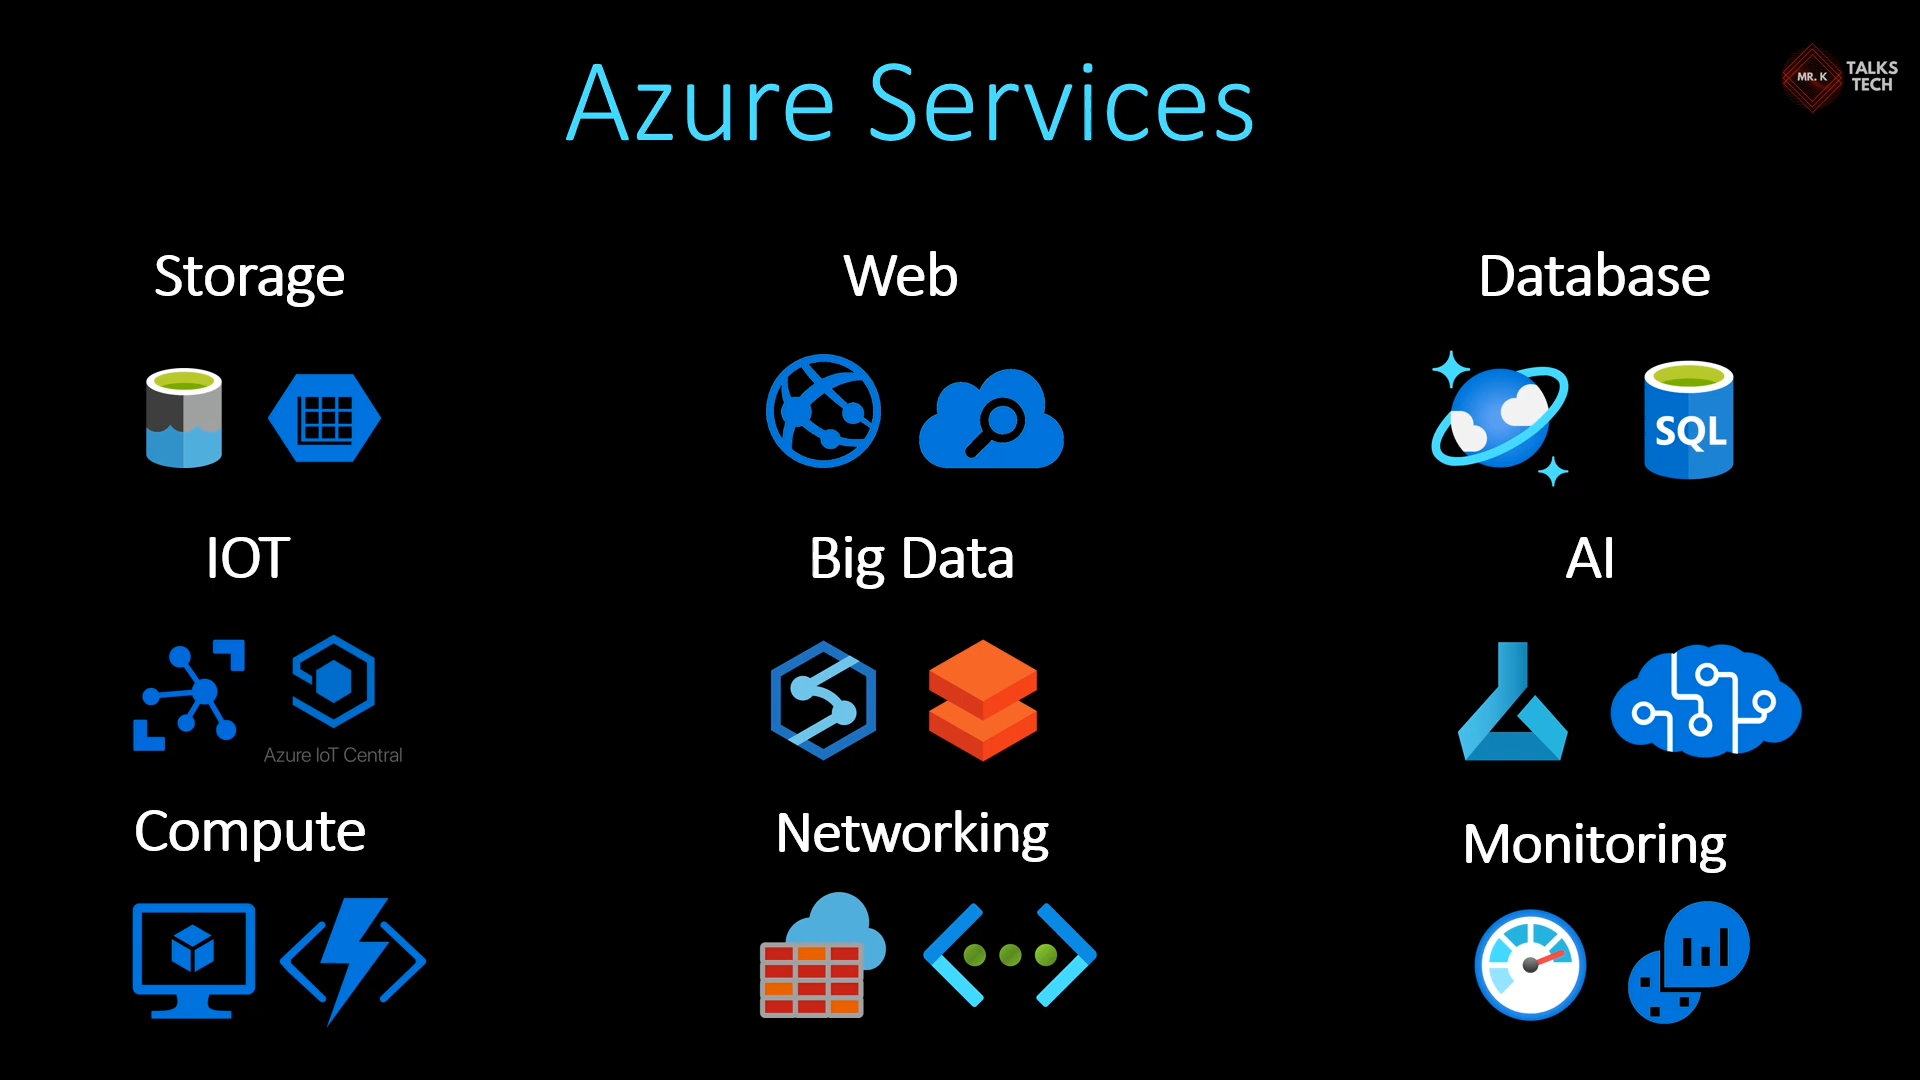 Azure Services
MR. K
TALKS
TECH
Storage
Web
Database
SQL
IOT
Big Data
AI
Azure IoT Central
Compute
Networking
Monitoring